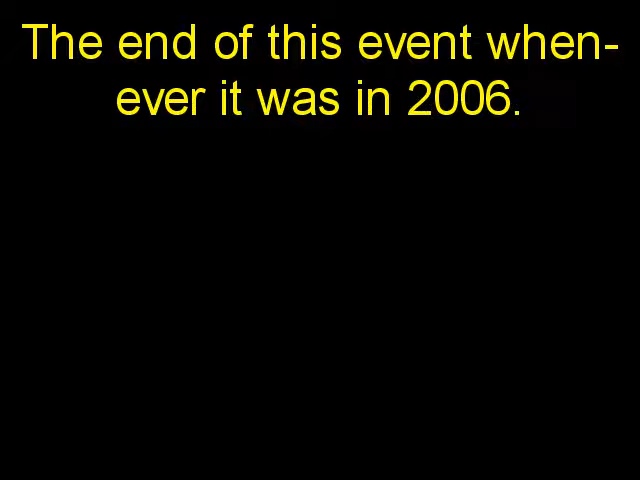 The end of this event when-
ever it was in 2006.